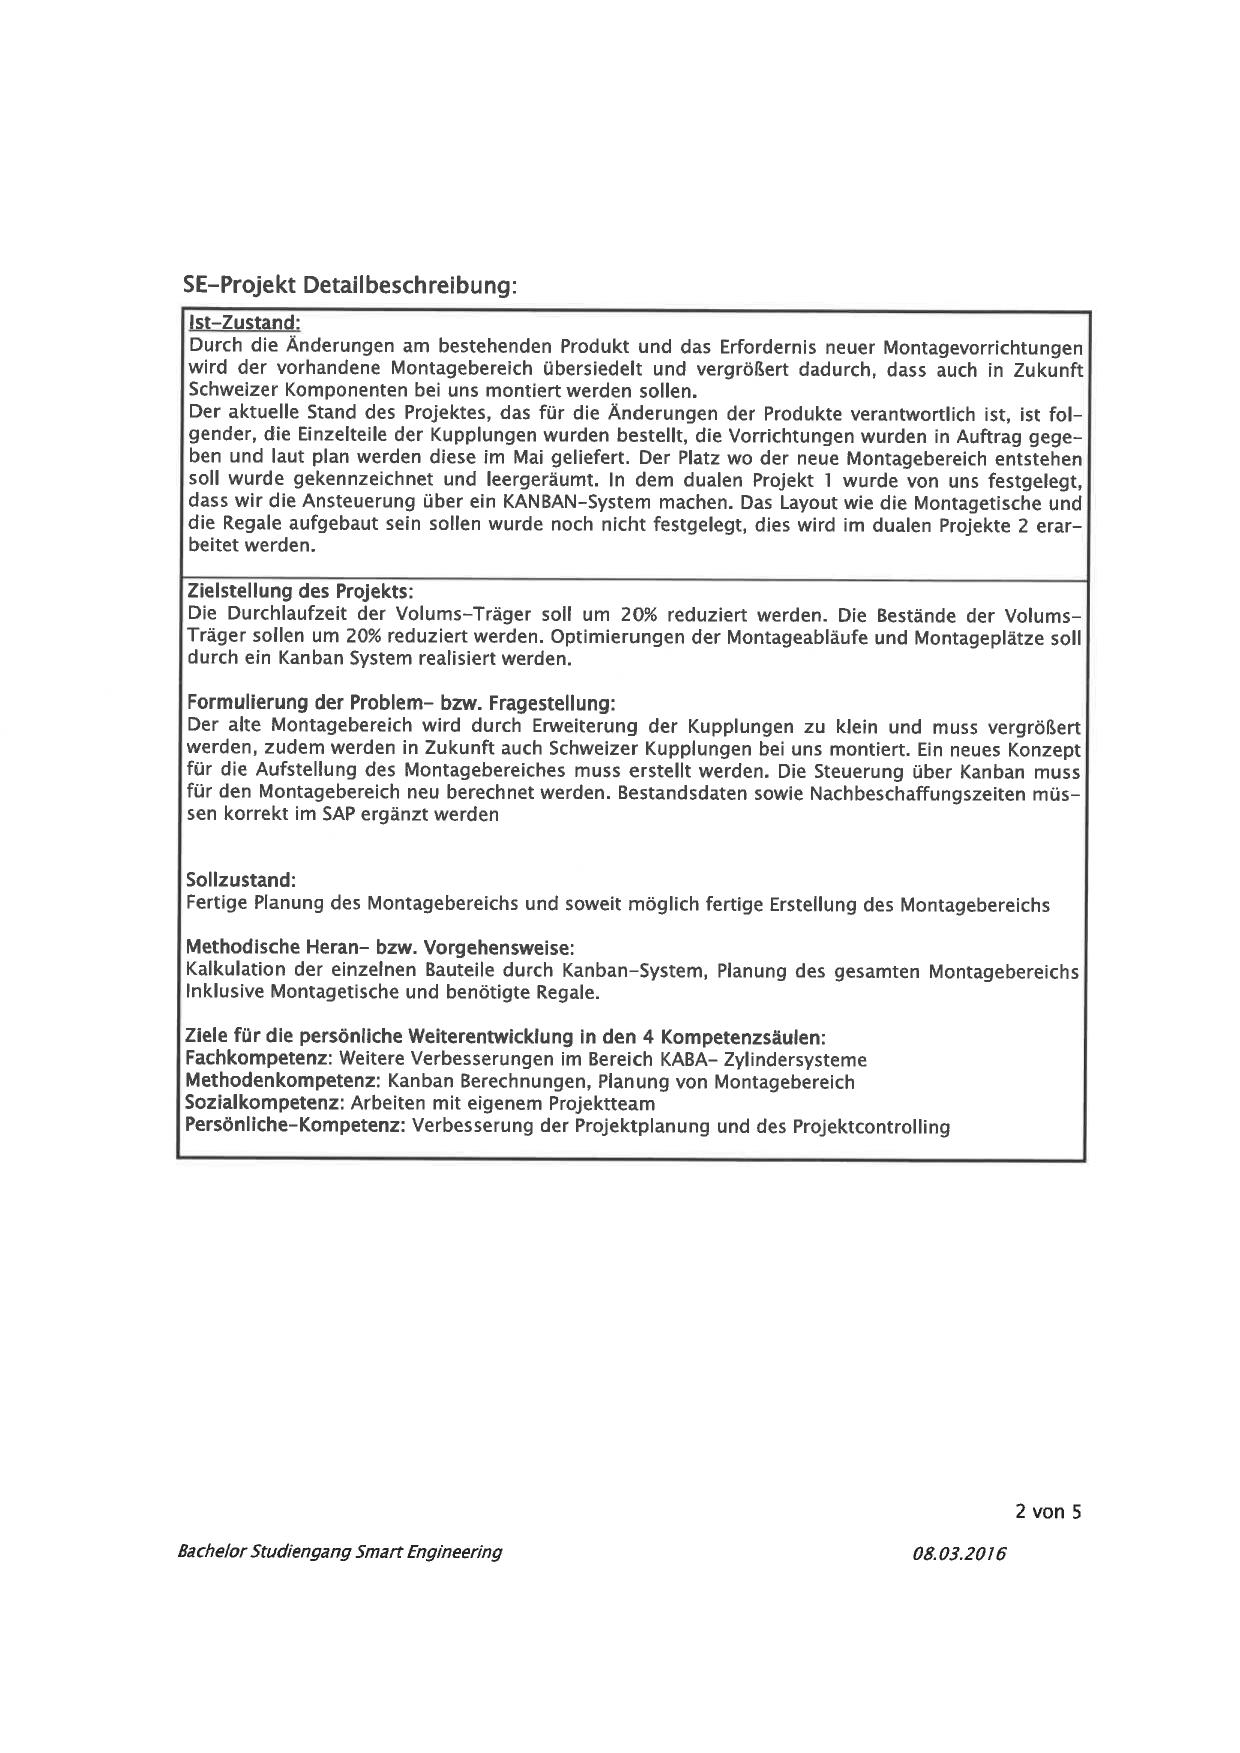 SE-Projekt Detailbeschreibung:
Ist-Zustand:
Durch die Änderungen am bestehenden Produkt und das Erfordernis neuer Montagevorrichtungen
wird der vorhandene Montagebereich übersiedelt und vergrößert dadurch, dass auch in Zukunft
Schweizer Komponenten bei uns montiert werden sollen.
Der aktuelle Stand des Projektes, das für die Änderungen der Produkte verantwortlich ist, ist fol-
gender, die Einzelteile der Kupplungen wurden bestellt, die Vorrichtungen wurden in Auftrag gege-
ben und laut plan werden diese im Mai geliefert. Der Platz wo der neue Montagebereich entstehen
soll wurde gekennzeichnet und leergeräumt. In dem dualen Projekt 1 wurde von uns festgelegt,
dass wir die Ansteuerung über ein KANBAN-System machen. Das Layout wie die Montagetische und
die Regale aufgebaut sein sollen wurde noch nicht festgelegt, dies wird im dualen Projekte 2 erar-
beitet werden.
Zielstellung des Projekts:
Die Durchlaufzeit der Volums-Träger soll um 20% reduziert werden. Die Bestände der Volums-
Träger sollen um 20% reduziert werden. Optimierungen der Montageabläufe und Montageplätze soll
durch ein Kanban System realisiert werden.
Formulierung der Problem- bzw. Fragestellung:
Der alte Montagebereich wird durch Erweiterung der Kupplungen zu klein und muss vergrößert
werden, zudem werden in Zukunft auch Schweizer Kupplungen bei uns montiert. Ein neues Konzept
für die Aufstellung des Montagebereiches muss erstellt werden. Die Steuerung über Kanban muss
für den Montagebereich neu berechnet werden. Bestandsdaten sowie Nachbeschaffungszeiten müs-
sen korrekt im SAP ergänzt werden
Sollzustand:
Fertige Planung des Montagebereichs und soweit möglich fertige Erstellung des Montagebereichs
Methodische Heran- bzw. Vorgehensweise:
Kalkulation der einzelnen Bauteile durch Kanban-System, Planung des gesamten Montagebereichs
Inklusive Montagetische und benötigte Regale.
Ziele für die persönliche Weiterentwicklung in den 4 Kompetenzsäulen:
Fachkompetenz: Weitere Verbesserungen im Bereich KABA- Zylindersysteme
Methodenkompetenz: Kanban Berechnungen, Planung von Montagebereich
Sozialkompetenz: Arbeiten mit eigenem Projektteam
Persönliche-Kompetenz: Verbesserung der Projektplanung und des Projektcontrolling
2 von 5
Bachelor Studiengang Smart Engineering 08.03.2016